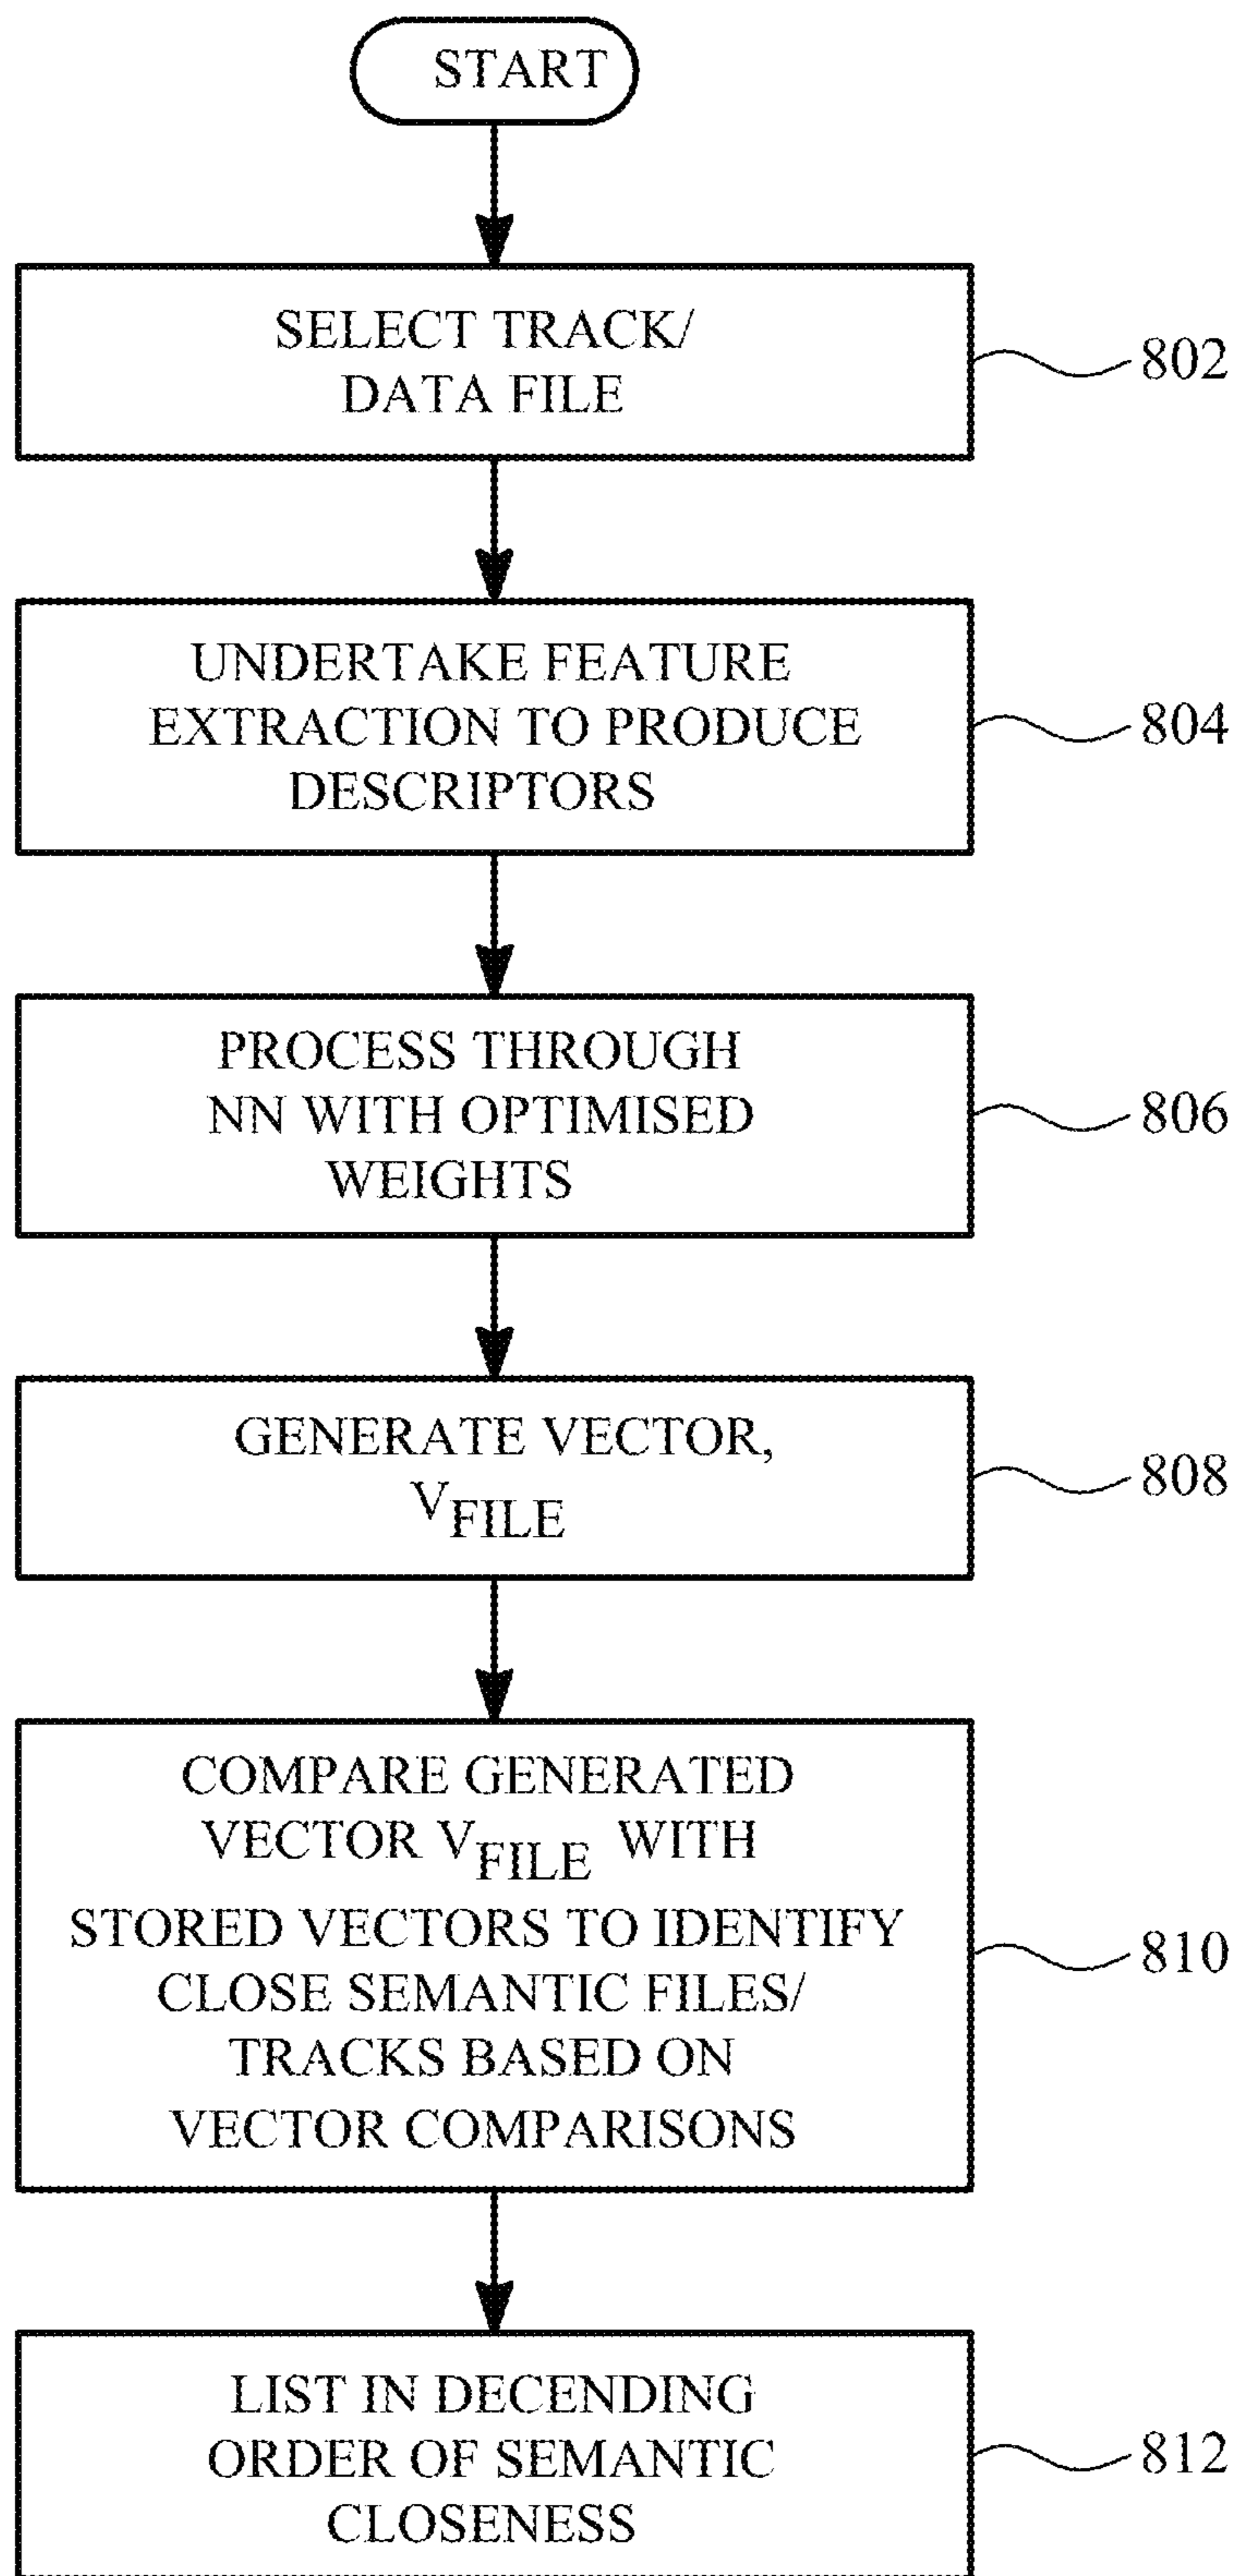 START
SELECT TRACK/
DATA FILE
802
UNDERTAKE FEATURE
EXTRACTION TO PRODUCE
DESCRIPTORS
804
PROCESS THROUGH
NN WITH OPTIMISED
WEIGHTS
806
GENERATE VECTOR,
VFILE
808
COMPARE GENERATED
VECTOR VFILE WITH
STORED VECTORS TO IDENTIFY
CLOSE SEMANTIC FILES/
TRACKS BASED ON
VECTOR COMPARISONS
810
LIST IN DECENDING
ORDER OF SEMANTIC
CLOSENESS
812